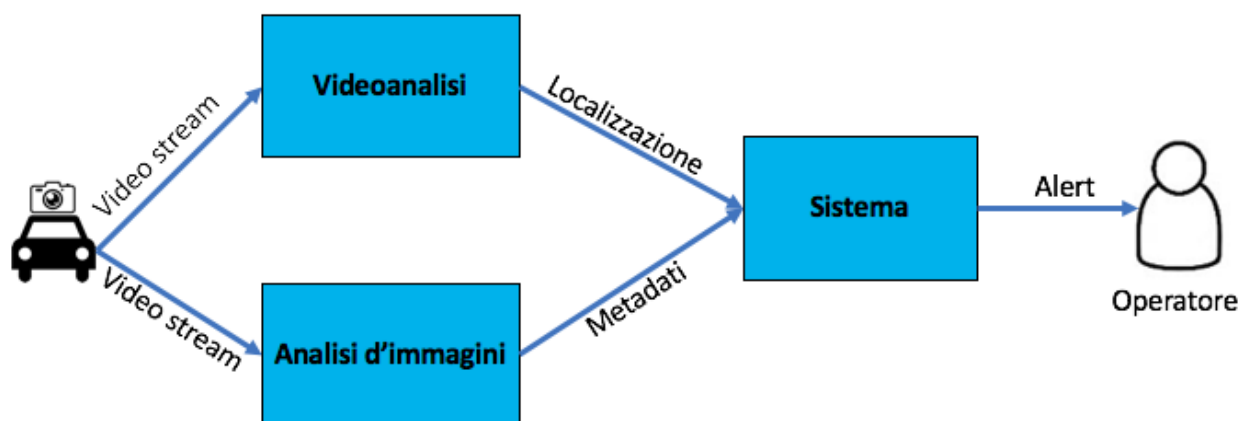 Videoanalisi
Video stream
Localizzazione
Sistema
Alert
Operatore
Video stream
Analisi d'immagini
Metadati